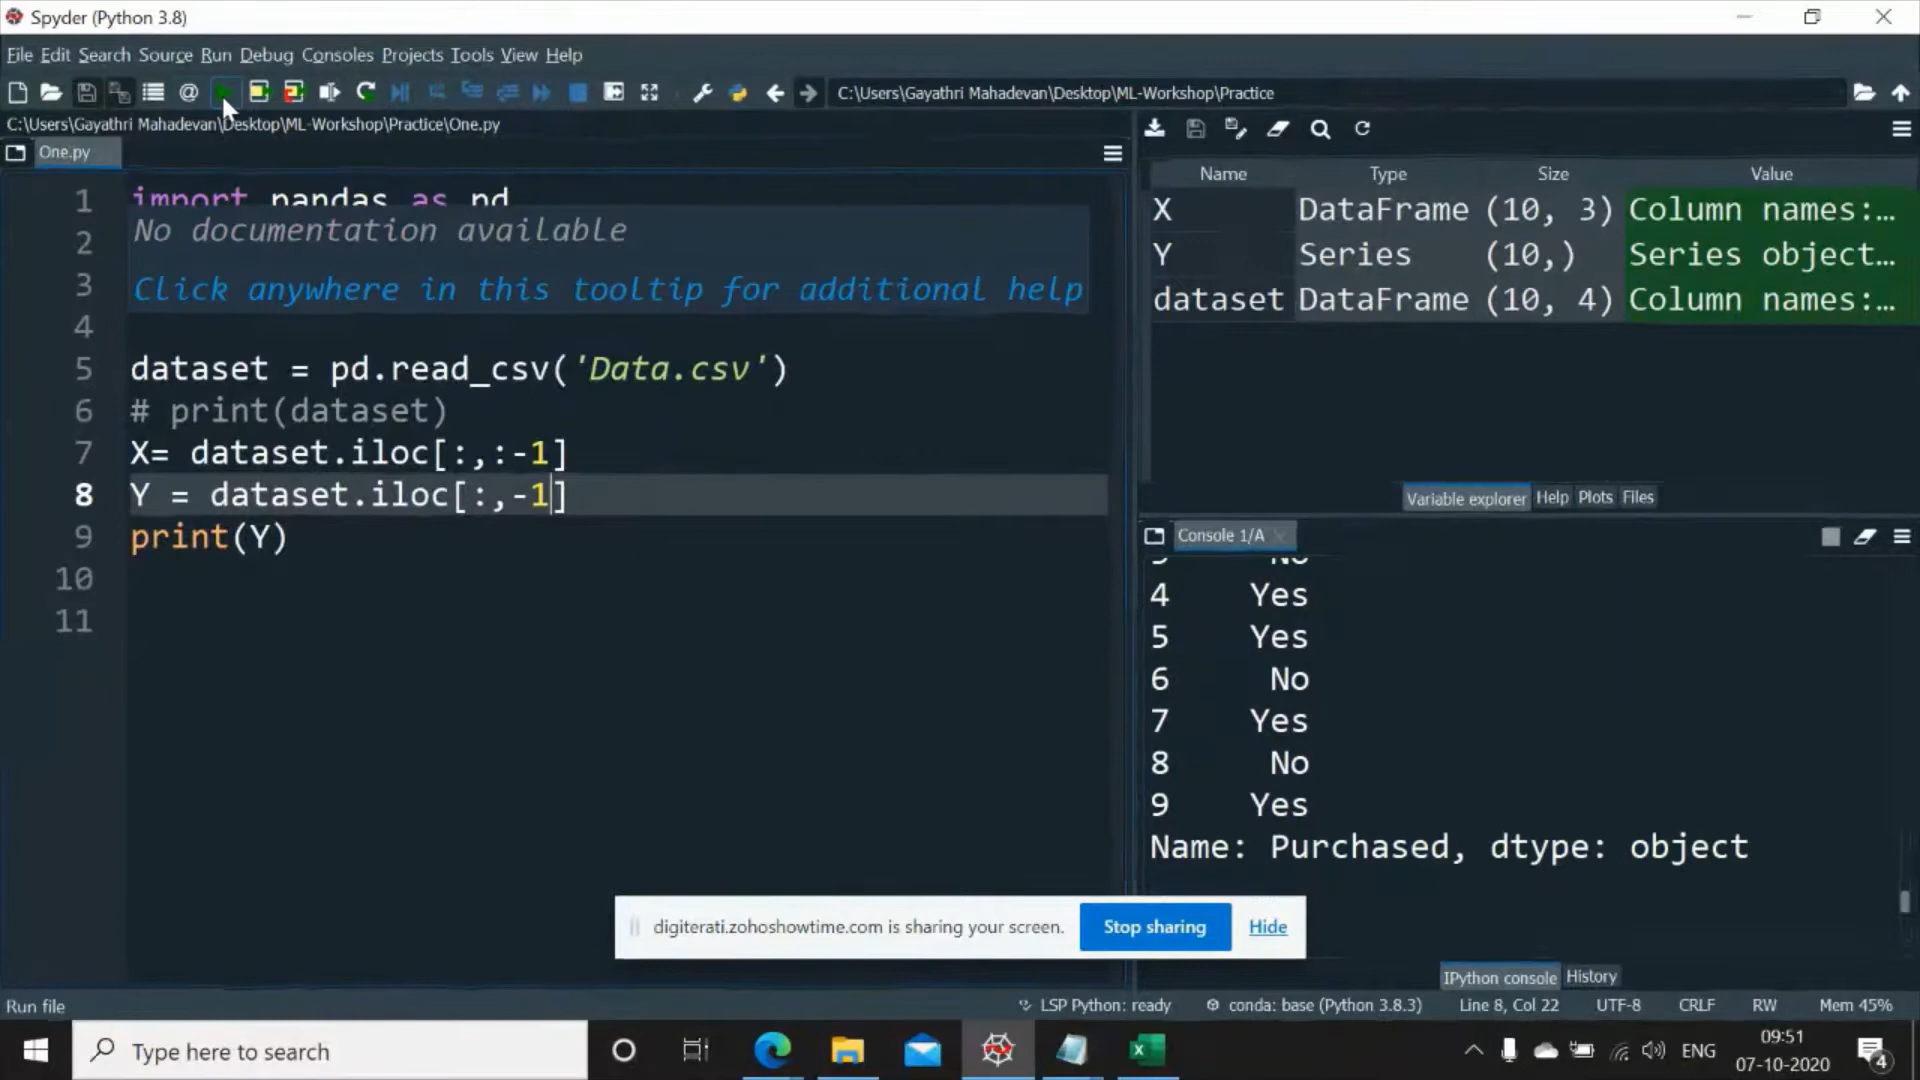 Spyder (Python 3.8)
File Edit Search Source Run Debug Consoles Projects Tools View Help
C:\Users\Gayathri Mahadevan\Desktop\ML-Workshop\Practice
C:\Users\Gayathri Mahadevan\Desktop\ML-Workshop\Practice\One.py
One.py
1 import pandas as pd
2 No documentation available
3 Click anywhere in this tooltip for additional help
4
5 dataset = pd.read_csv('Data.csv')
6 # print(dataset)
7 X= dataset.iloc[:,:-1]
8 Y = dataset.iloc[:,-1]
9 print(Y)
10
11
Name Type Size Value
X DataFrame (10, 3) Column names:...
Y Series (10,) Series object...
dataset DataFrame (10, 4) Column names:...
Variable explorer Help Plots Files
Console 1/A
No
4 Yes
5 Yes
6 No
7 Yes
8 No
9 Yes
Name: Purchased, dtype: object
digiterati.zohoshowtime.com is sharing your screen. Stop sharing Hide
IPython console History
Run file LSP Python: ready conda: base (Python 3.8.3) Line 8, Col 22 UTF-8 CRLF RW Mem 45%
Type here to search
ENG
09:51
07-10-2020
4